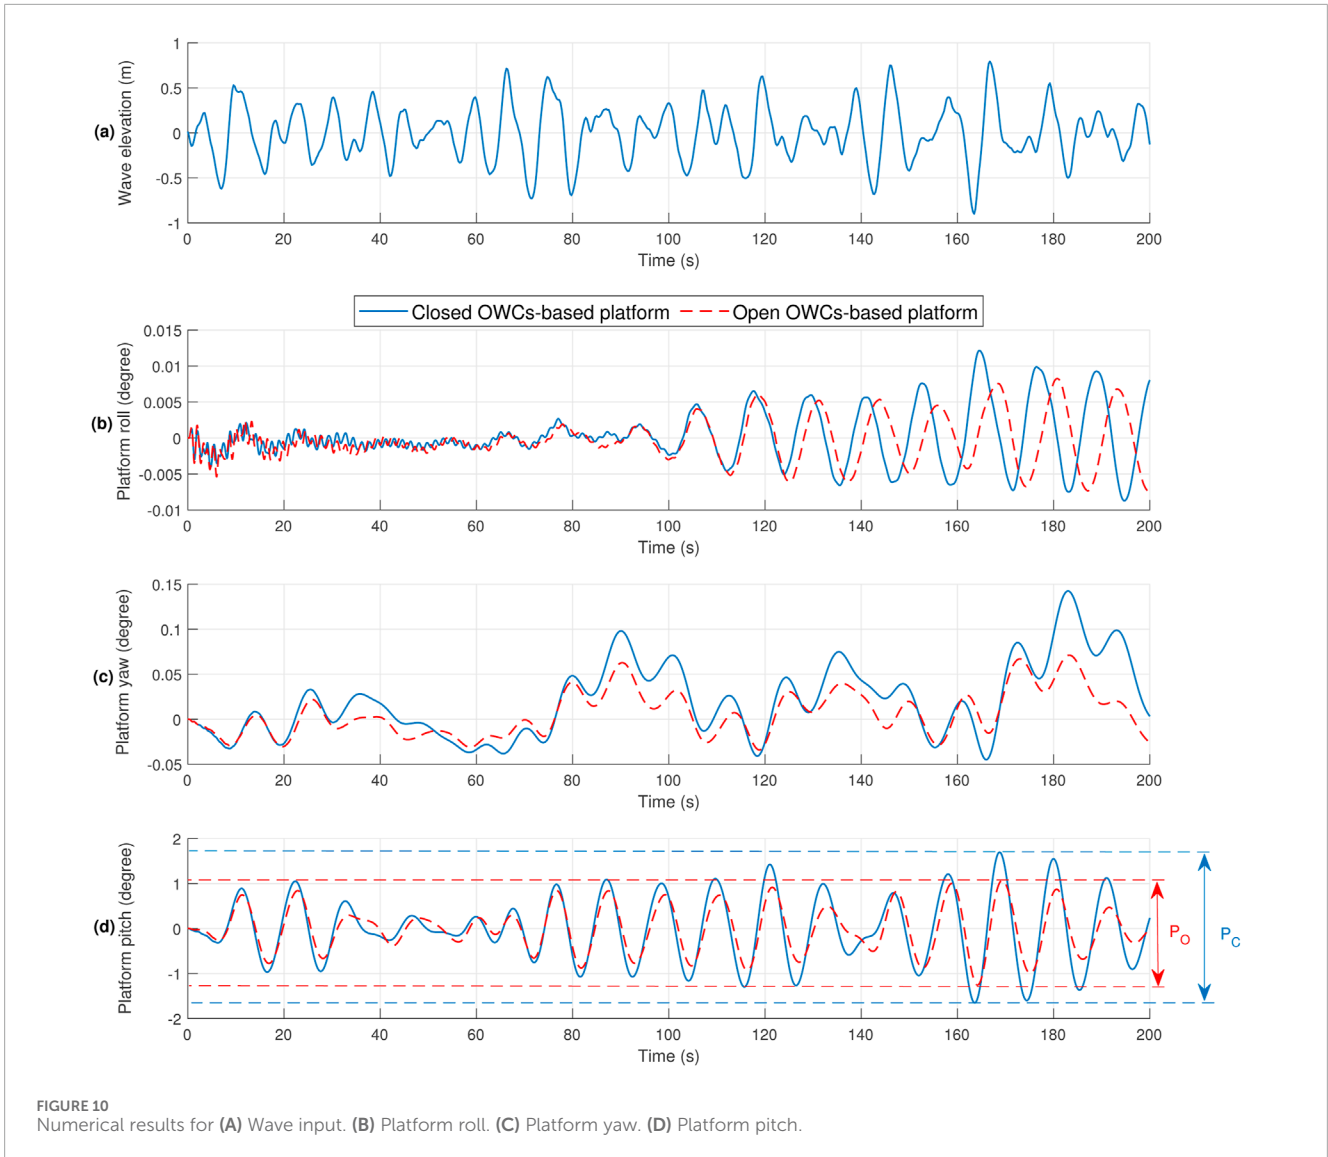 1
0.5
0
-0.5
-1
Wave elevation (m)
(a)
0 20 40 60 80 100 120 140 160 180 200
Time (s)
Closed OWCs-based platform Open OWCs-based platform
0.015
0.01
0.005
0
-0.005
-0.01
Platform roll (degree)
(b)
0 20 40 60 80 100 120 140 160 180 200
Time (s)
0.15
0.1
0.05
0
-0.05
Platform yaw (degree)
(c)
0 20 40 60 80 100 120 140 160 180 200
Time (s)
2
1
0
-1
-2
Platform pitch (degree)
(d)
P_O
P_C
0 20 40 60 80 100 120 140 160 180 200
Time (s)
FIGURE 10
Numerical results for (A) Wave input. (B) Platform roll. (C) Platform yaw. (D) Platform pitch.